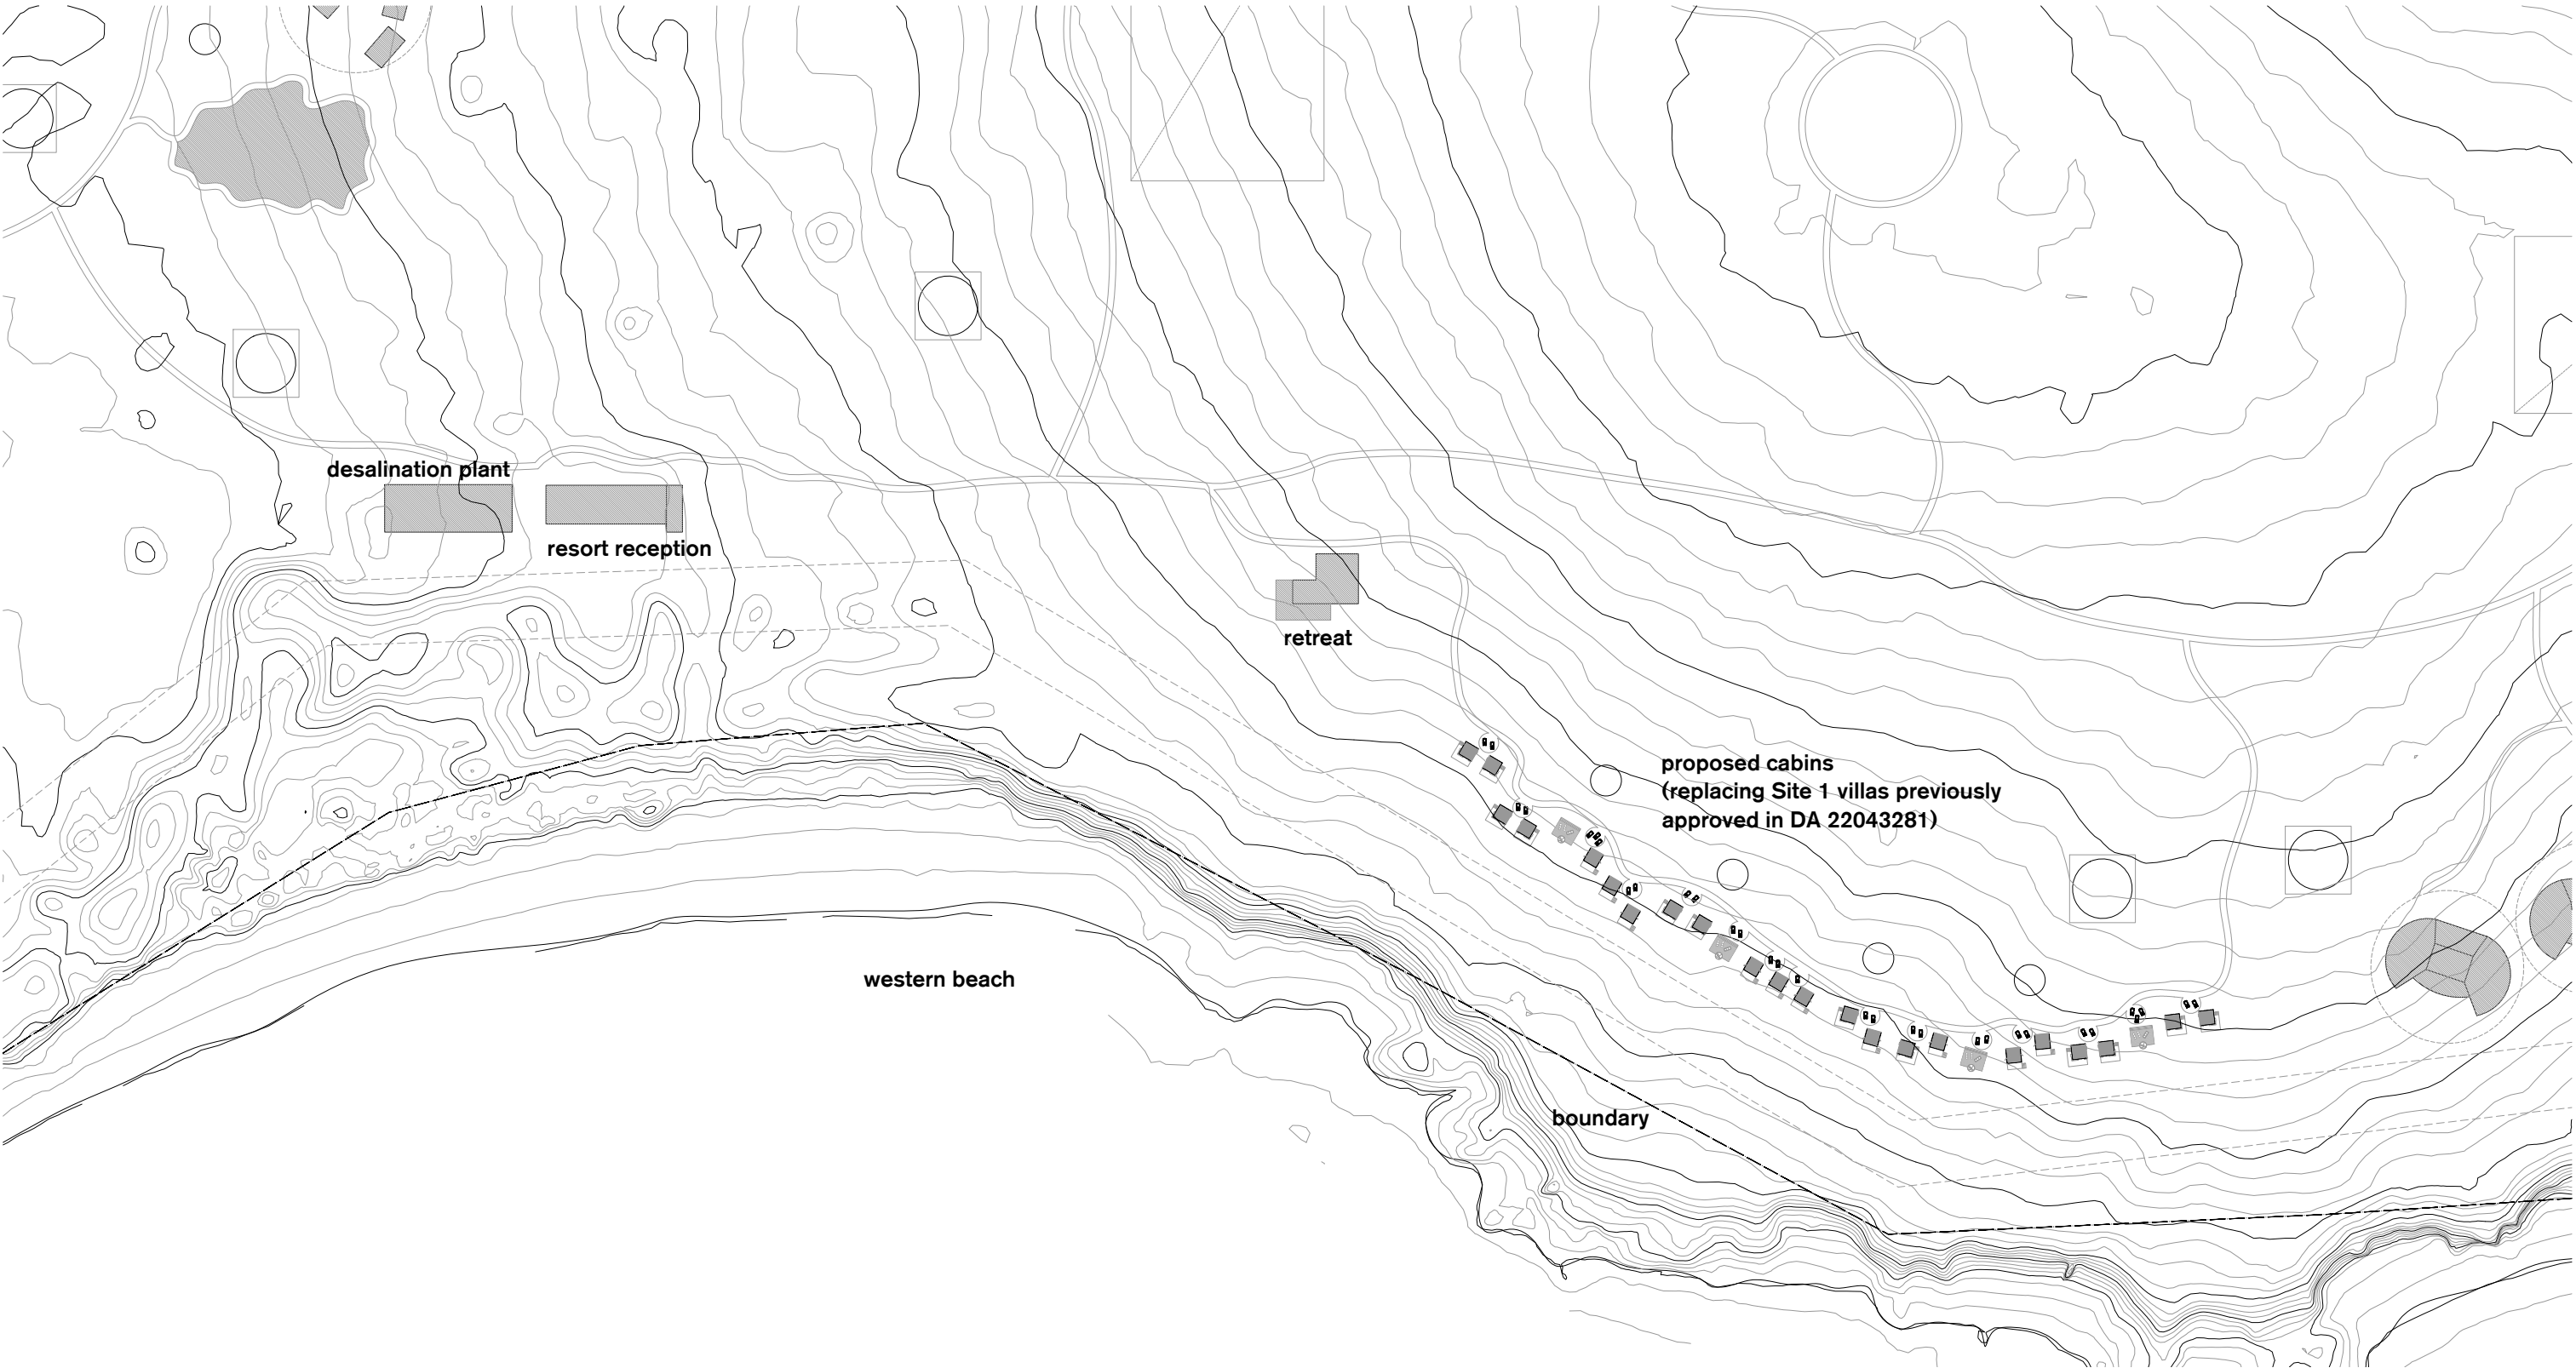 desalination plant
resort reception
retreat
proposed cabins
(replacing Site 1 villas previously
approved in DA 22043281)
western beach
boundary